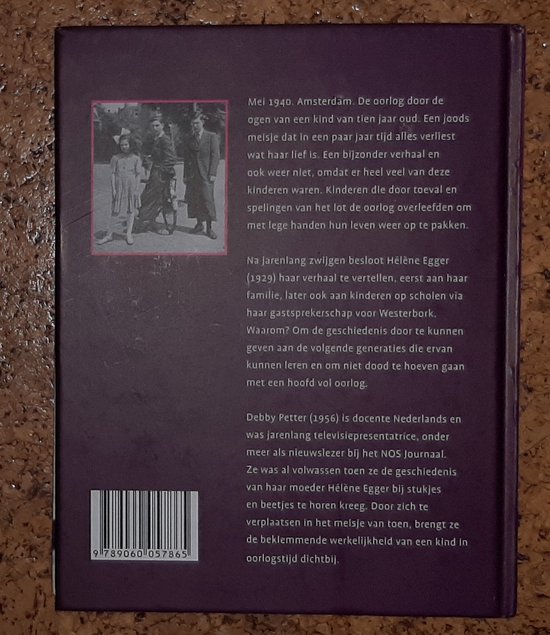 Mei 1940. Amsterdam. De oorlog door de
ogen van een kind van tien jaar oud. Een joods
meisje dat in een paar jaar tijd alles verliest
wat haar lief is. Een bijzonder verhaal en
ook weer niet, omdat er heel veel van deze
kinderen waren. Kinderen die door toeval en
spelingen van het lot de oorlog overleefden om
met lege handen hun leven weer op te pakken.
Na jarenlang zwijgen besloot Hélène Egger
(1929) haar verhaal te vertellen, eerst aan haar
familie, later ook aan kinderen op scholen via
haar gastsprekerschap voor Westerbork.
Waarom? Om de geschiedenis door te kunnen
geven aan de volgende generaties die ervan
kunnen leren en om niet dood te hoeven gaan
met een hoofd vol oorlog.
Debby Petter (1956) is docente Nederlands en
was jarenlang televisiepresentatrice, onder
meer als nieuwslezer bij het NOS Journaal.
Ze was al volwassen toen ze de geschiedenis
van haar moeder Hélène Egger bij stukjes
en beetjes te horen kreeg. Door zich te
verplaatsen in het meisje van toen, brengt ze
de beklemmende werkelijkheid van een kind in
oorlogstijd dichtbij.
9 789060 057865